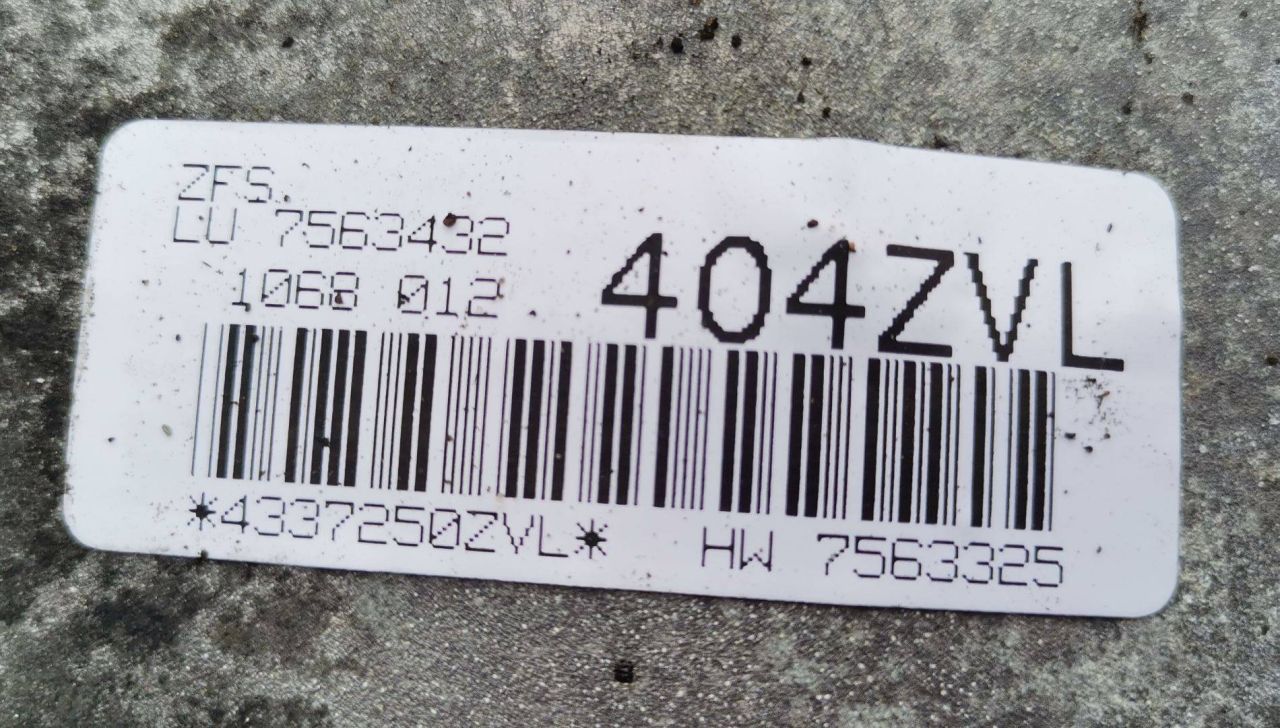 ZFS
LU 7563432
1068 012
404ZVL
*4337250ZVL* HW 7563325